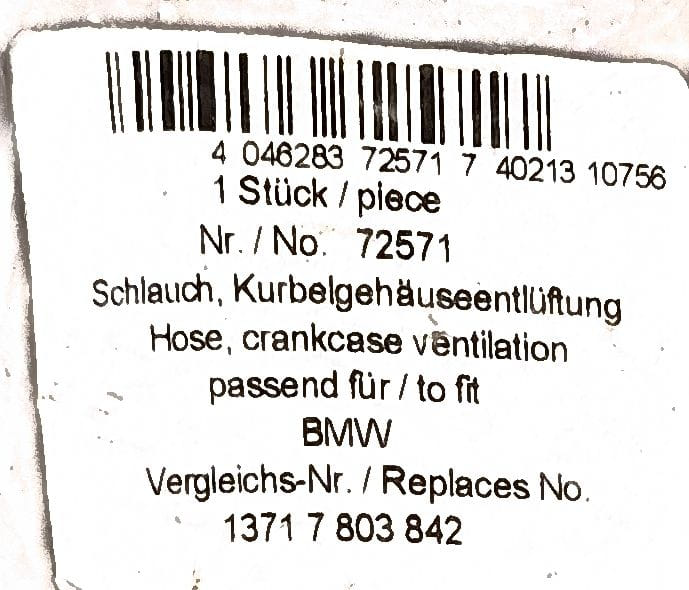 4 046283 72571 7 40213 10756
1 Stück / piece
Nr. / No. 72571
Schlauch, Kurbelgehäuseentlüftung
Hose, crankcase ventilation
passend für / to fit
BMW
Vergleichs-Nr. / Replaces No.
1371 7 803 842